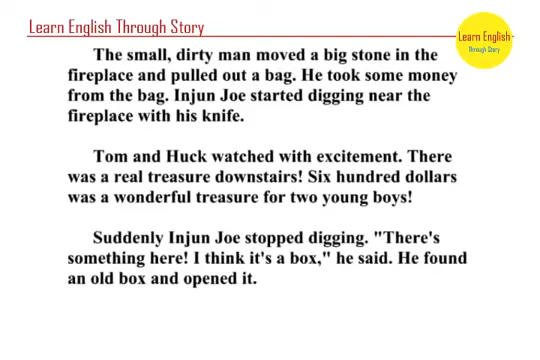 Learn English Through Story
Learn English
Through Story
The small, dirty man moved a big stone in the
fireplace and pulled out a bag. He took some money
from the bag. Injun Joe started digging near the
fireplace with his knife.
Tom and Huck watched with excitement. There
was a real treasure downstairs! Six hundred dollars
was a wonderful treasure for two young boys!
Suddenly Injun Joe stopped digging. "There's
something here! I think it's a box," he said. He found
an old box and opened it.